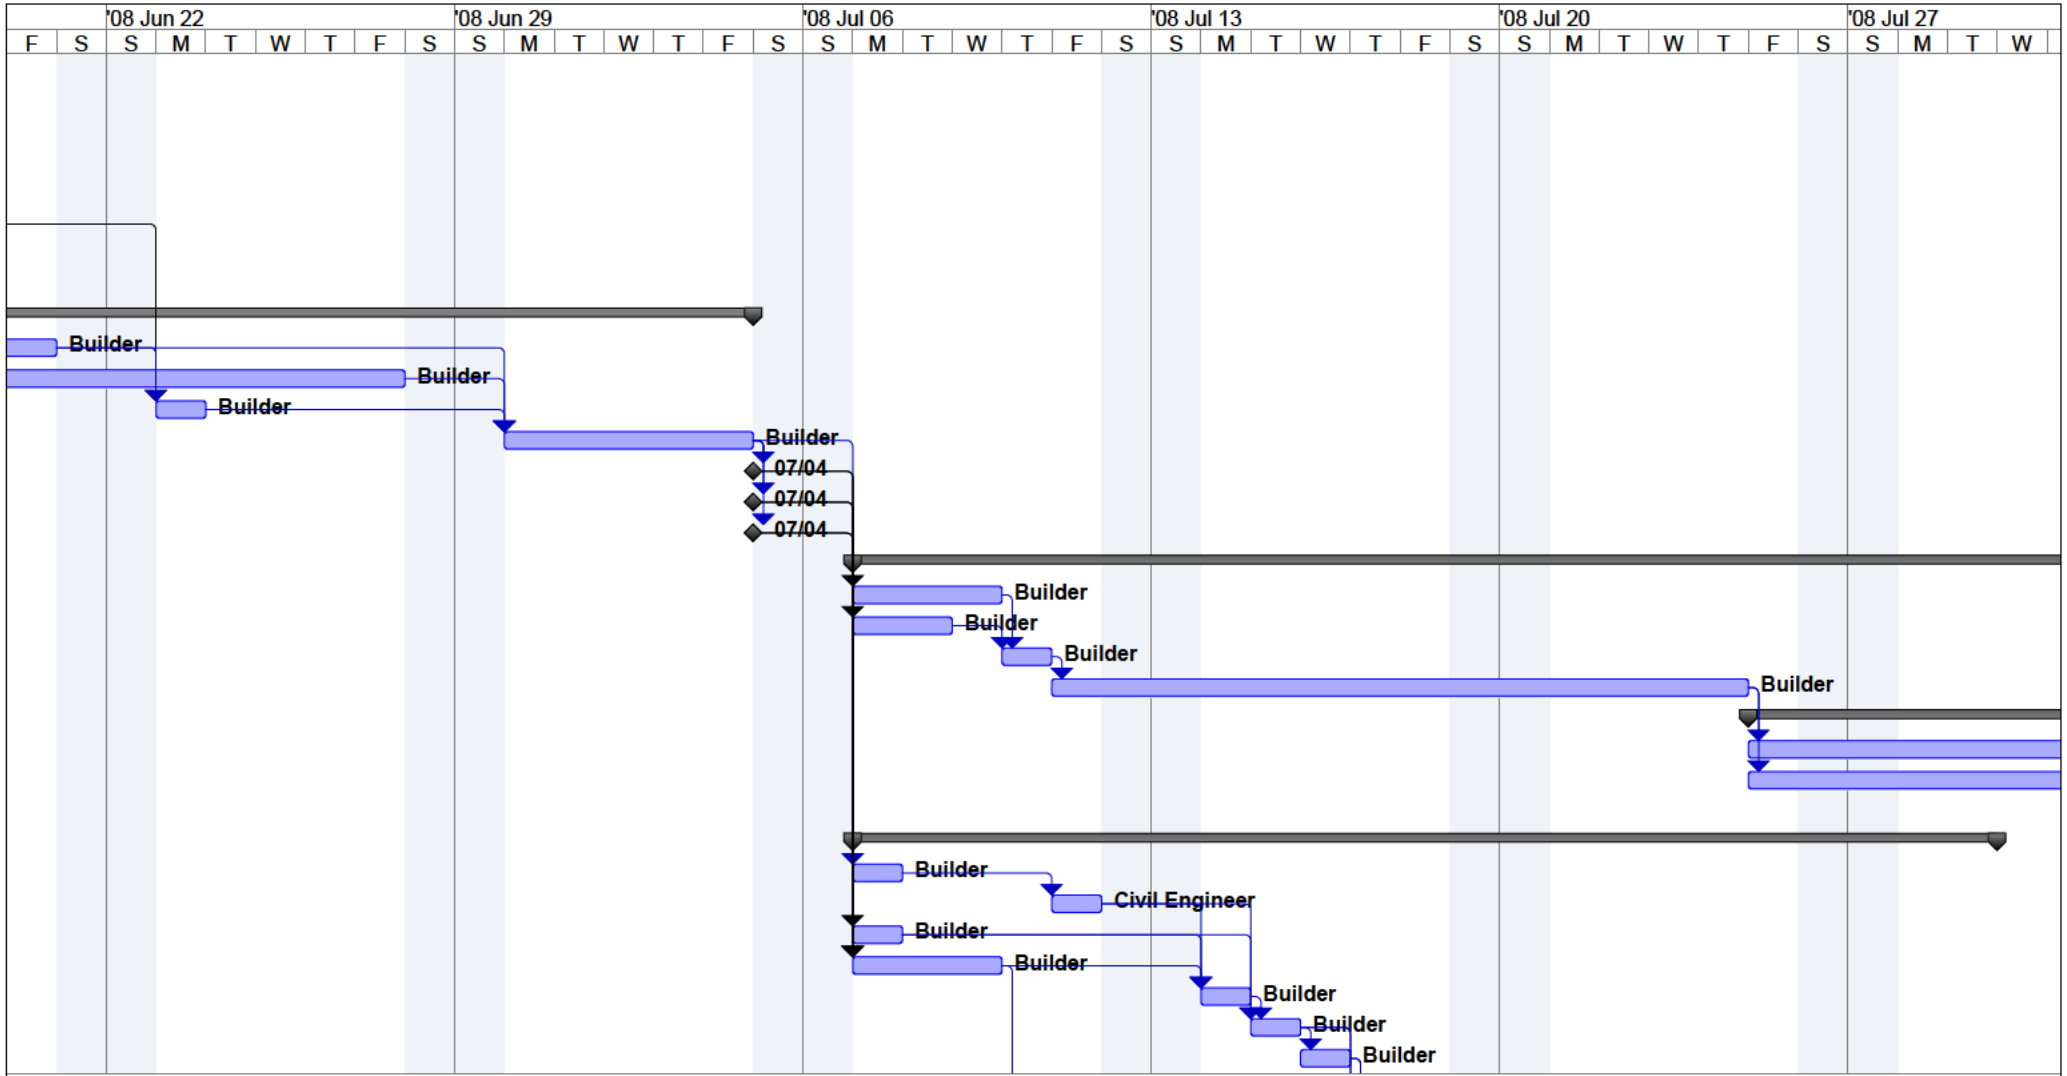 '08 Jun 22 '08 Jun 29 '08 Jul 06 '08 Jul 13 '08 Jul 20 '08 Jul 27
F S S M T W T F S S M T W T F S S M T W T F S S M T W T F S S M T W T F S S M T W
Builder
Builder
Builder
Builder
07/04
07/04
07/04
Builder
Builder
Builder
Builder
Builder
Civil Engineer
Builder
Builder
Builder
Builder
Builder